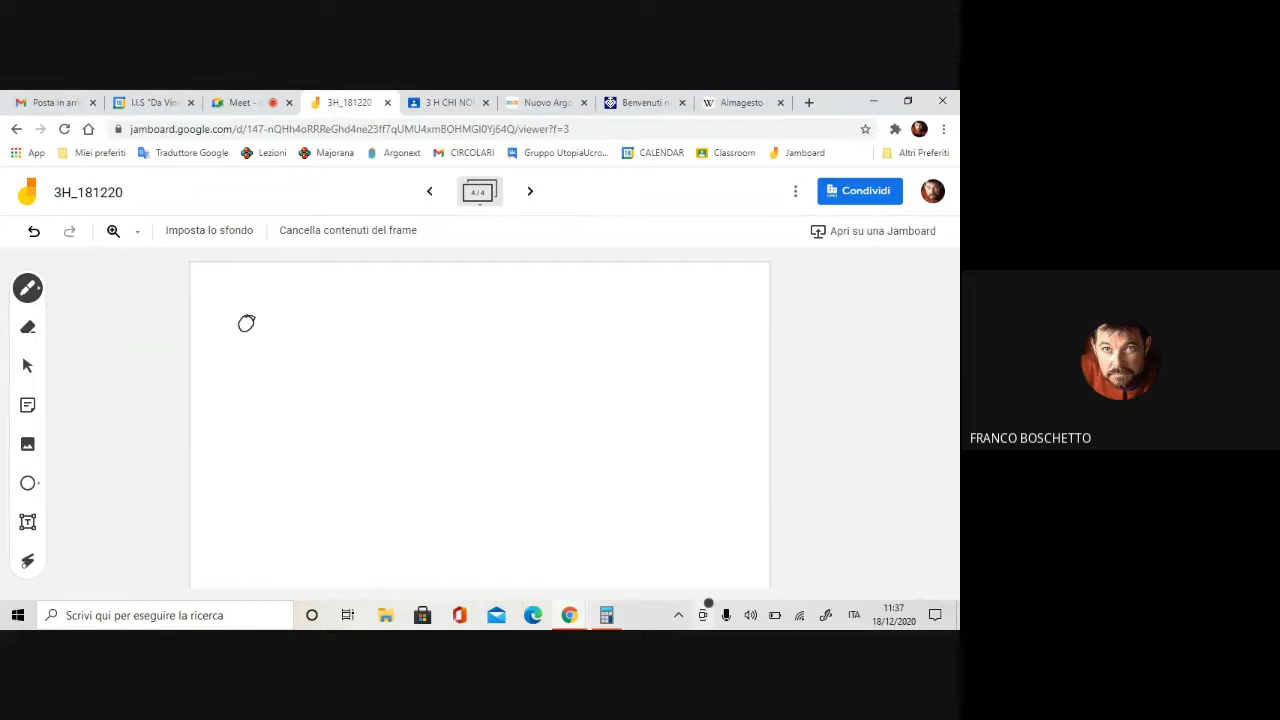 Posta in arri
I.I.S "Da Vinc
Meet -
3H_181220
3 H CHI NO
Nuovo Argo
Benvenuti n
Almagesto -
jamboard.google.com/d/147-nQHh4oRRReGhd4ne23ff7qUMU4xmBOHMGI0Yj64Q/viewer?f=3
App
Miei preferiti
Traduttore Google
Lezioni
Majorana
Argonext
CIRCOLARI
Gruppo UtopiaUcro...
CALENDAR
Classroom
Jamboard
Altri Preferiti
3H_181220
4 / 4
Condividi
Imposta lo sfondo
Cancella contenuti del frame
Apri su una Jamboard
FRANCO BOSCHETTO
Scrivi qui per eseguire la ricerca
ITA
11:37
18/12/2020